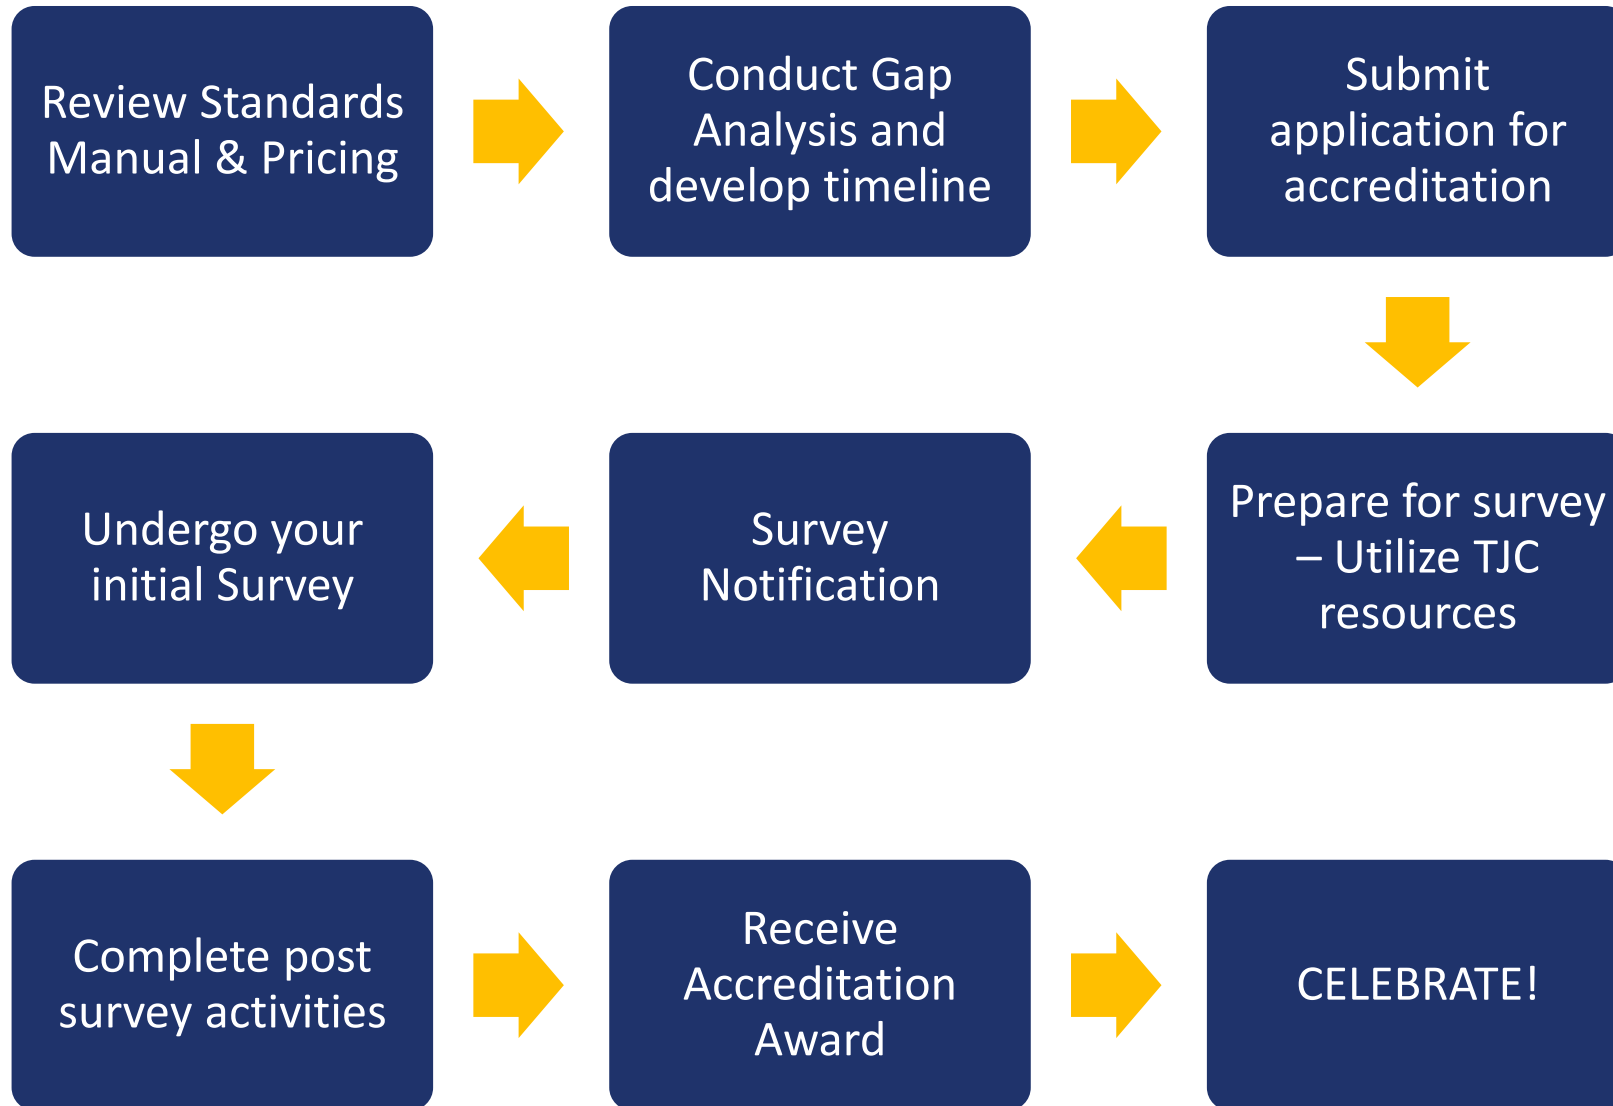 Review Standards
Manual & Pricing
Conduct Gap
Analysis and
develop timeline
Submit
application for
accreditation
Prepare for survey
– Utilize TJC
resources
Survey
Notification
Undergo your
initial Survey
Complete post
survey activities
Receive
Accreditation
Award
CELEBRATE!